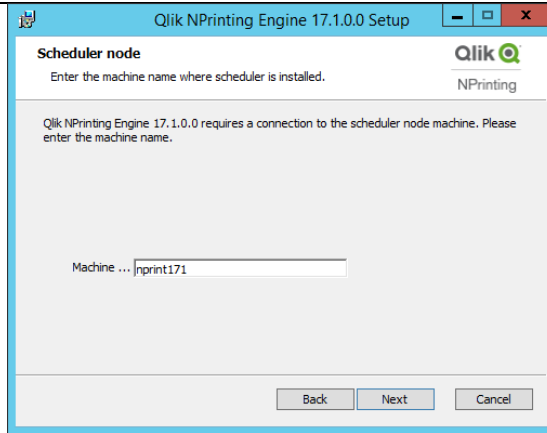 Qlik NPrinting Engine 17.1.0.0 Setup
Scheduler node
Enter the machine name where scheduler is installed.
Qlik
NPrinting
Qlik NPrinting Engine 17.1.0.0 requires a connection to the scheduler node machine. Please
enter the machine name.
Machine ... nprint171
Back Next Cancel